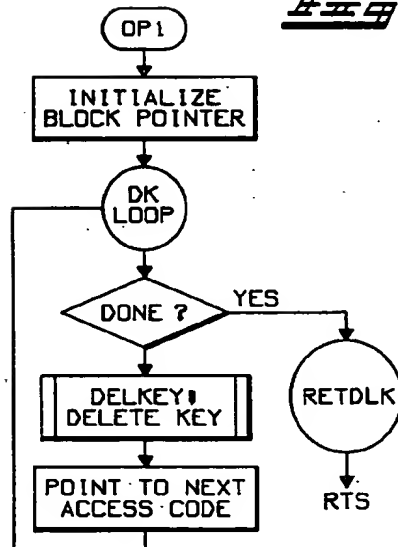 OP1
INITIALIZE
BLOCK POINTER
DK
LOOP
DONE ?
YES
DELKEY:
DELETE KEY
RETDLK
POINT TO NEXT
ACCESS CODE
RTS